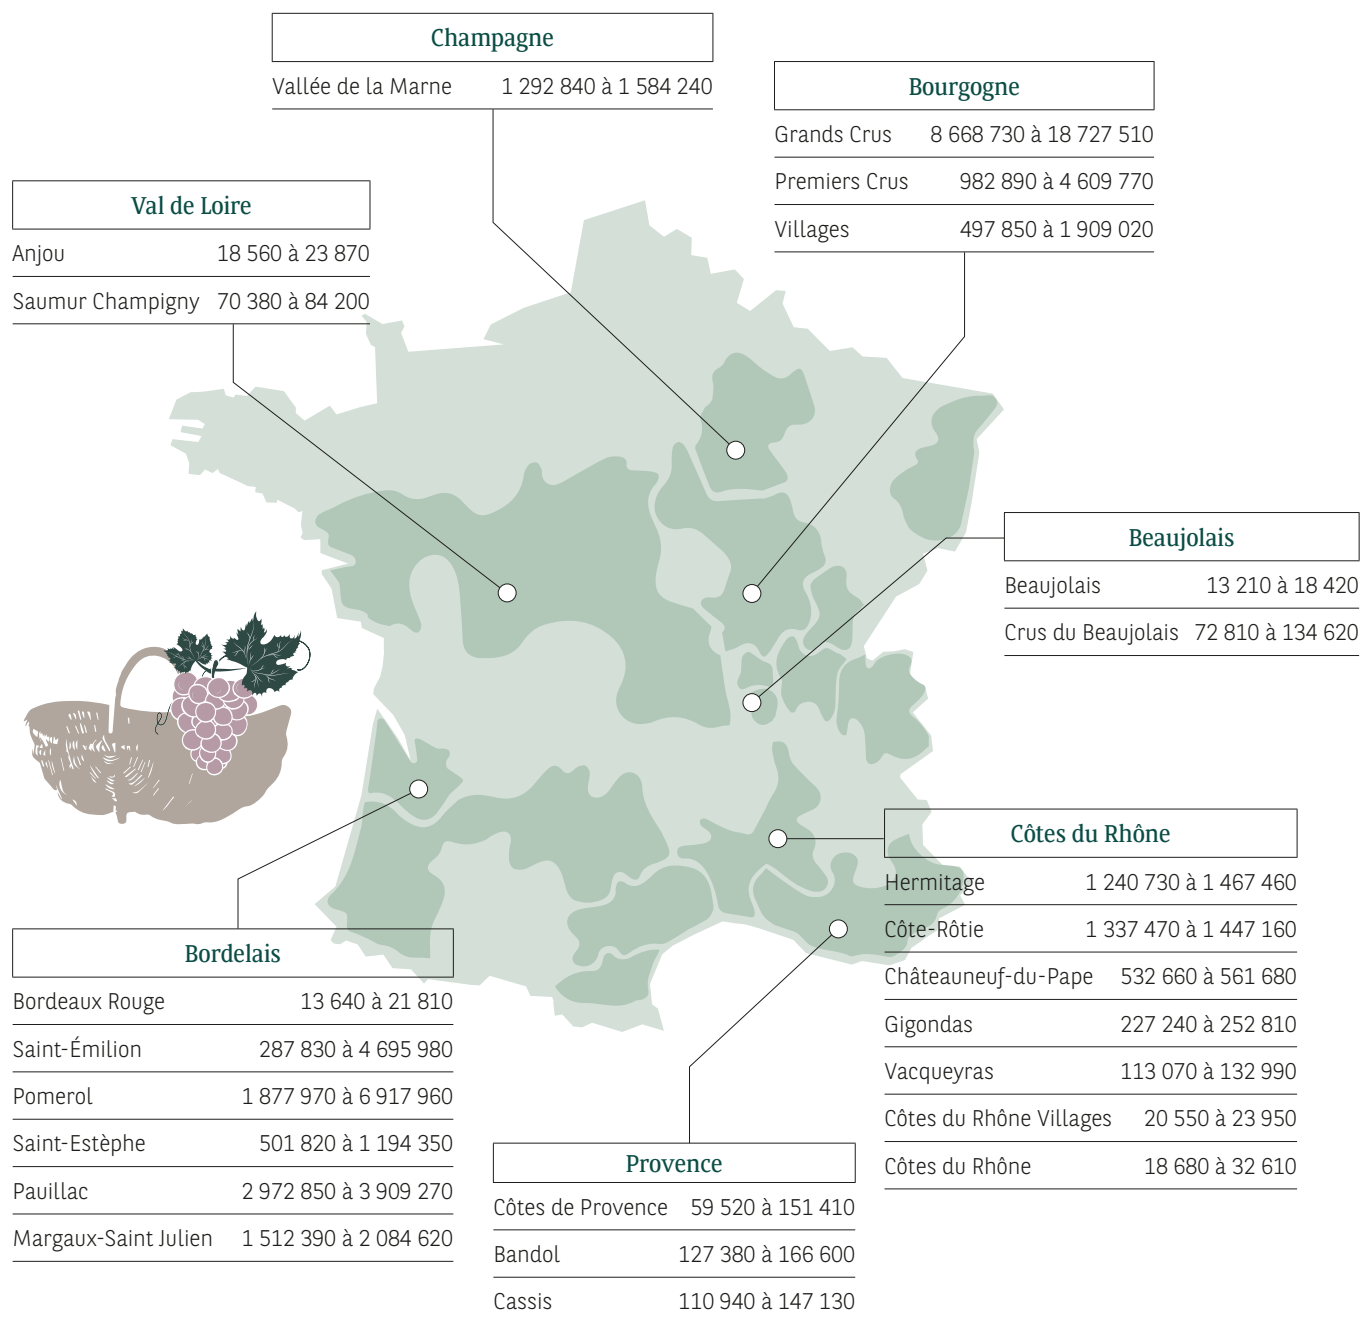 Champagne
Vallée de la Marne 1 292 840 à 1 584 240
Bourgogne
Grands Crus 8 668 730 à 18 727 510
Premiers Crus 982 890 à 4 609 770
Villages 497 850 à 1 909 020
Val de Loire
Anjou 18 560 à 23 870
Saumur Champigny 70 380 à 84 200
Beaujolais
Beaujolais 13 210 à 18 420
Crus du Beaujolais 72 810 à 134 620
Côtes du Rhône
Hermitage 1 240 730 à 1 467 460
Côte-Rôtie 1 337 470 à 1 447 160
Châteauneuf-du-Pape 532 660 à 561 680
Gigondas 227 240 à 252 810
Vacqueyras 113 070 à 132 990
Côtes du Rhône Villages 20 550 à 23 950
Côtes du Rhône 18 680 à 32 610
Bordelais
Bordeaux Rouge 13 640 à 21 810
Saint-Émilion 287 830 à 4 695 980
Pomerol 1 877 970 à 6 917 960
Saint-Estèphe 501 820 à 1 194 350
Pauillac 2 972 850 à 3 909 270
Margaux-Saint Julien 1 512 390 à 2 084 620
Provence
Côtes de Provence 59 520 à 151 410
Bandol 127 380 à 166 600
Cassis 110 940 à 147 130